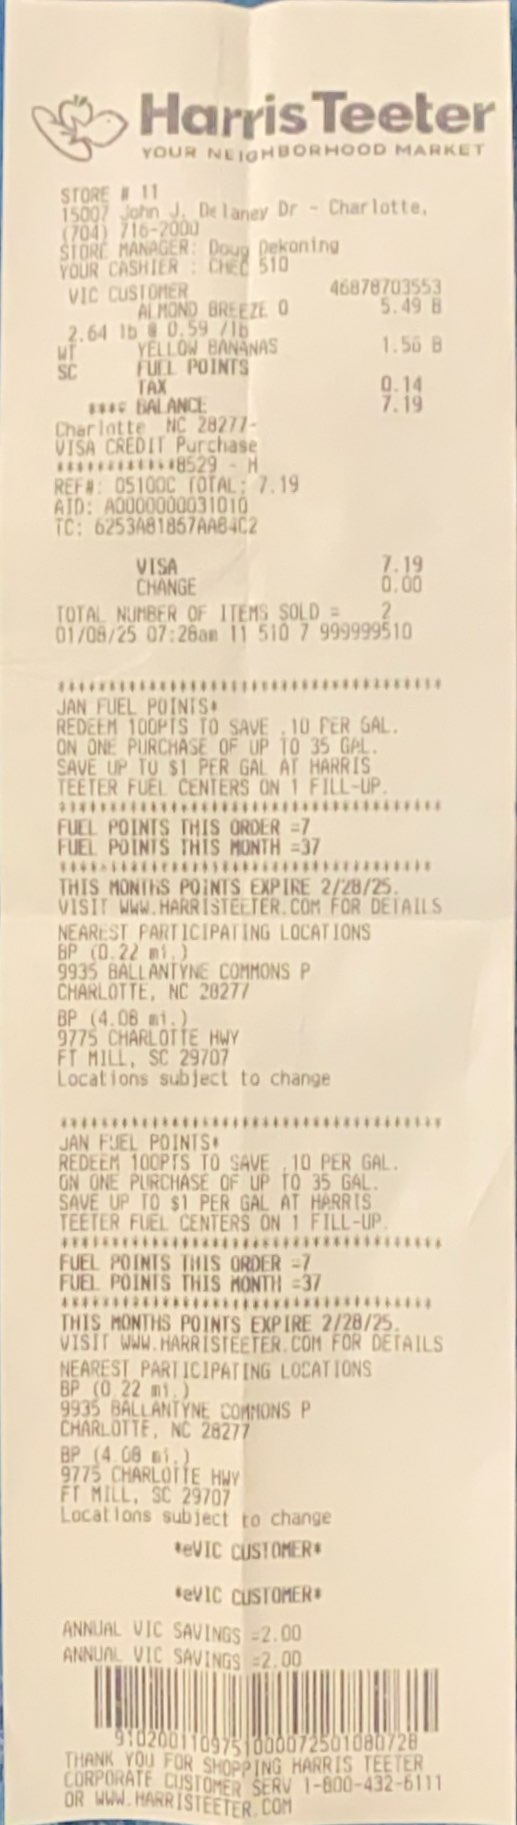 Harris Teeter
YOUR NEIGHBORHOOD MARKET
STORE # 11
15007 John J. Delaney Dr - Charlotte,
(704) 716-2000
STORE MANAGER: Doug Dekoning
YOUR CASHIER : CHEC 510
VIC CUSTOMER 46878703553
ALMOND BREEZE O 5.49 B
2.64 lb @ 0.59 /lb
WT YELLOW BANANAS 1.56 B
SC FUEL POINTS
TAX 0.14
**** BALANCE 7.19
Charlotte NC 28277-
VISA CREDIT Purchase
************8529 - H
REF#: 05100C TOTAL: 7.19
AID: A0000000031010
TC: 6253A81867AAB4C2
VISA 7.19
CHANGE 0.00
TOTAL NUMBER OF ITEMS SOLD = 2
01/08/25 07:28am 11 510 7 999999510
******************************************
JAN FUEL POINTS*
REDEEM 100PTS TO SAVE .10 PER GAL.
ON ONE PURCHASE OF UP TO 35 GAL.
SAVE UP TO $1 PER GAL AT HARRIS
TEETER FUEL CENTERS ON 1 FILL-UP.
******************************************
FUEL POINTS THIS ORDER =7
FUEL POINTS THIS MONTH =37
******************************************
THIS MONTHS POINTS EXPIRE 2/28/25.
VISIT WWW.HARRISTEETER.COM FOR DETAILS
NEAREST PARTICIPATING LOCATIONS
BP (0.22 mi.)
9935 BALLANTYNE COMMONS P
CHARLOTTE, NC 28277
BP (4.08 mi.)
9775 CHARLOTTE HWY
FT MILL, SC 29707
Locations subject to change
******************************************
JAN FUEL POINTS*
REDEEM 100PTS TO SAVE .10 PER GAL.
ON ONE PURCHASE OF UP TO 35 GAL.
SAVE UP TO $1 PER GAL AT HARRIS
TEETER FUEL CENTERS ON 1 FILL-UP.
******************************************
FUEL POINTS THIS ORDER =7
FUEL POINTS THIS MONTH =37
******************************************
THIS MONTHS POINTS EXPIRE 2/28/25.
VISIT WWW.HARRISTEETER.COM FOR DETAILS
NEAREST PARTICIPATING LOCATIONS
BP (0.22 mi.)
9935 BALLANTYNE COMMONS P
CHARLOTTE, NC 28277
BP (4.08 mi.)
9775 CHARLOTTE HWY
FT MILL, SC 29707
Locations subject to change
*eVIC CUSTOMER*
*eVIC CUSTOMER*
ANNUAL VIC SAVINGS =2.00
ANNUAL VIC SAVINGS =2.00
9102001109751000072501080728
THANK YOU FOR SHOPPING HARRIS TEETER
CORPORATE CUSTOMER SERV 1-800-432-6111
OR WWW.HARRISTEETER.COM